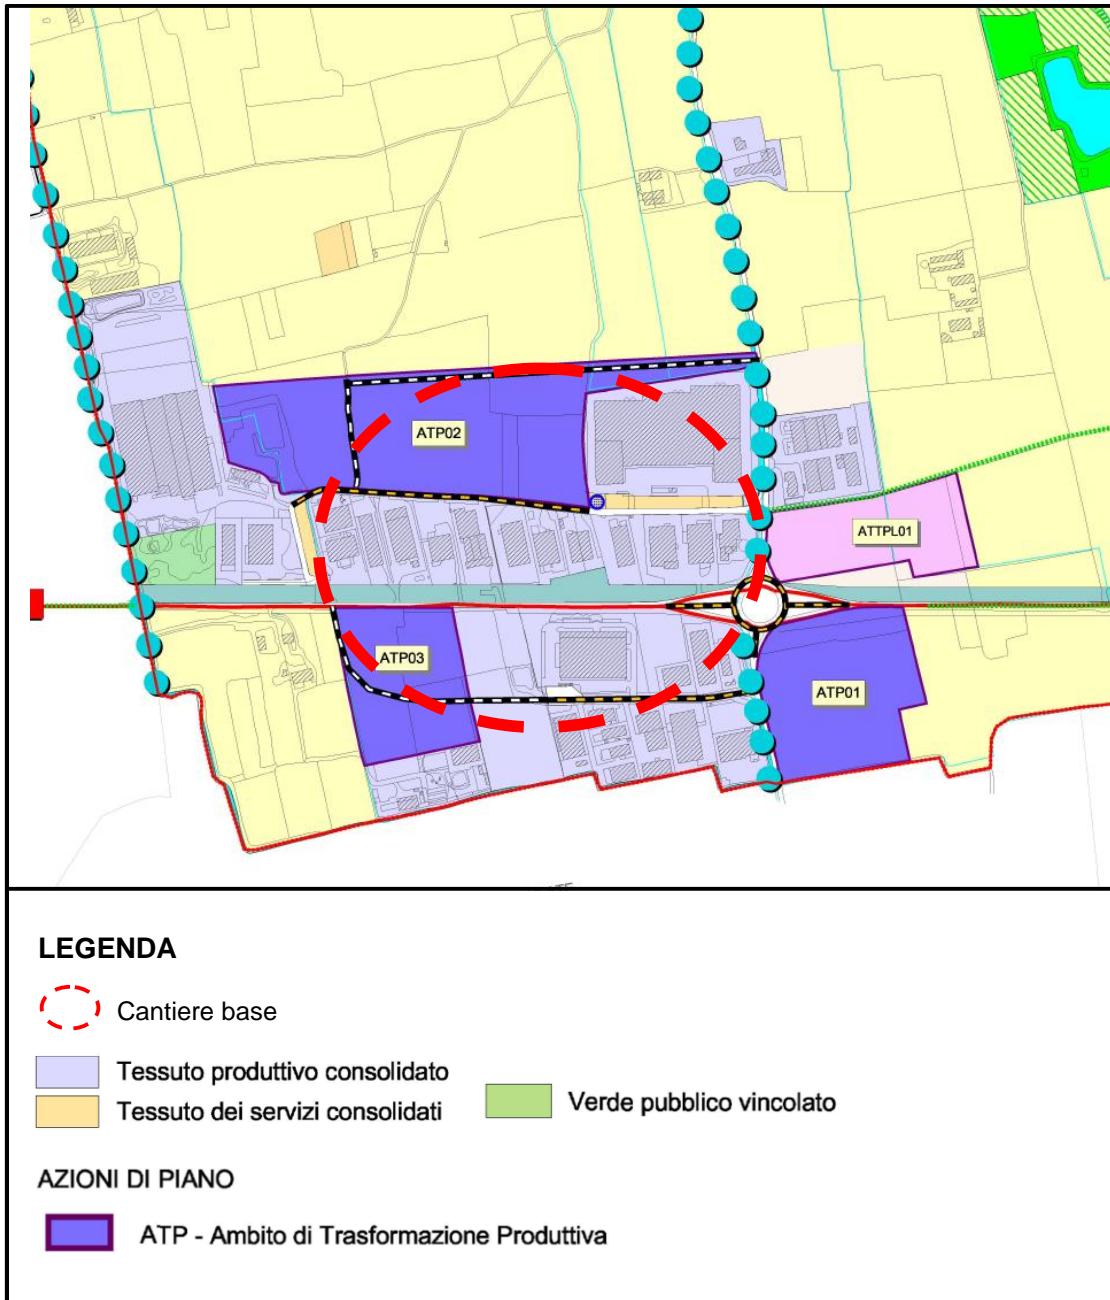 ATP02
ATTPL01
ATP03
ATP01
LEGENDA
Cantiere base
Tessuto produttivo consolidato
Tessuto dei servizi consolidati
Verde pubblico vincolato
AZIONI DI PIANO
ATP - Ambito di Trasformazione Produttiva